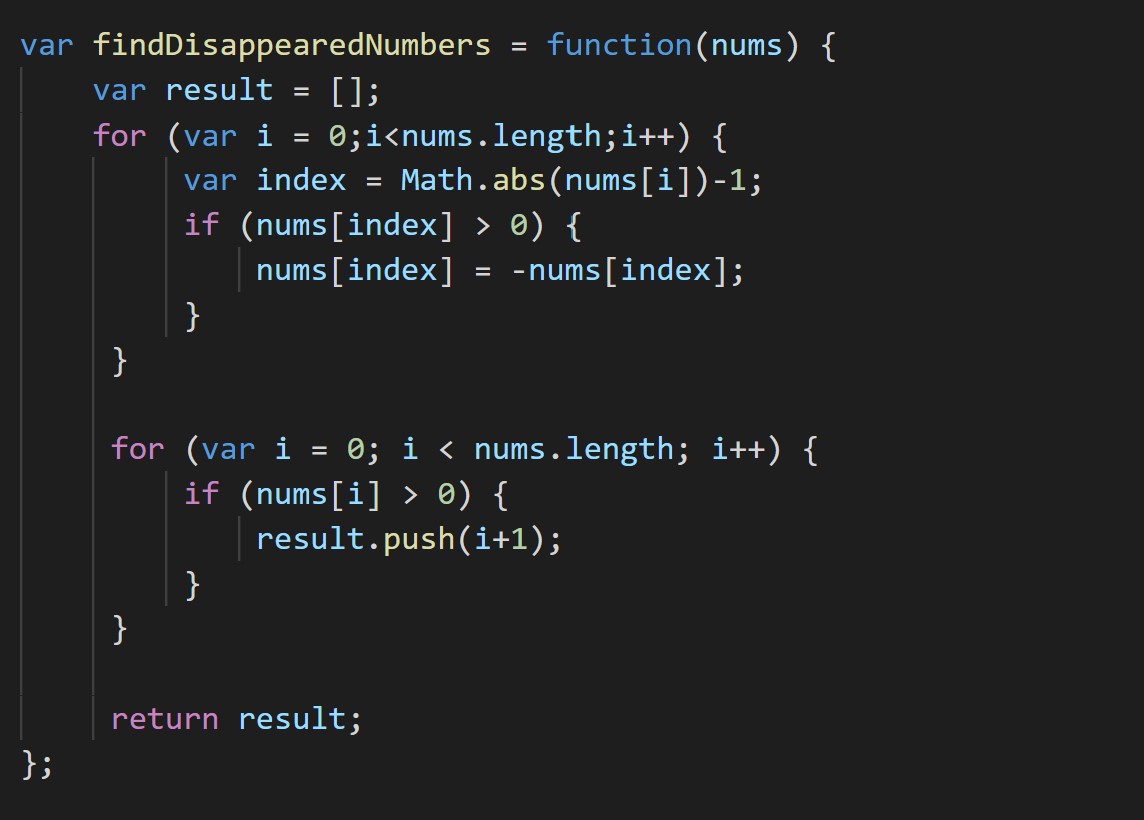 var findDisappearedNumbers = function(nums) {
    var result = [];
    for (var i = 0;i<nums.length;i++) {
         var index = Math.abs(nums[i])-1;
         if (nums[index] > 0) {
             nums[index] = -nums[index];
         }
     }

     for (var i = 0; i < nums.length; i++) {
         if (nums[i] > 0) {
             result.push(i+1);
         }
     }

     return result;
};